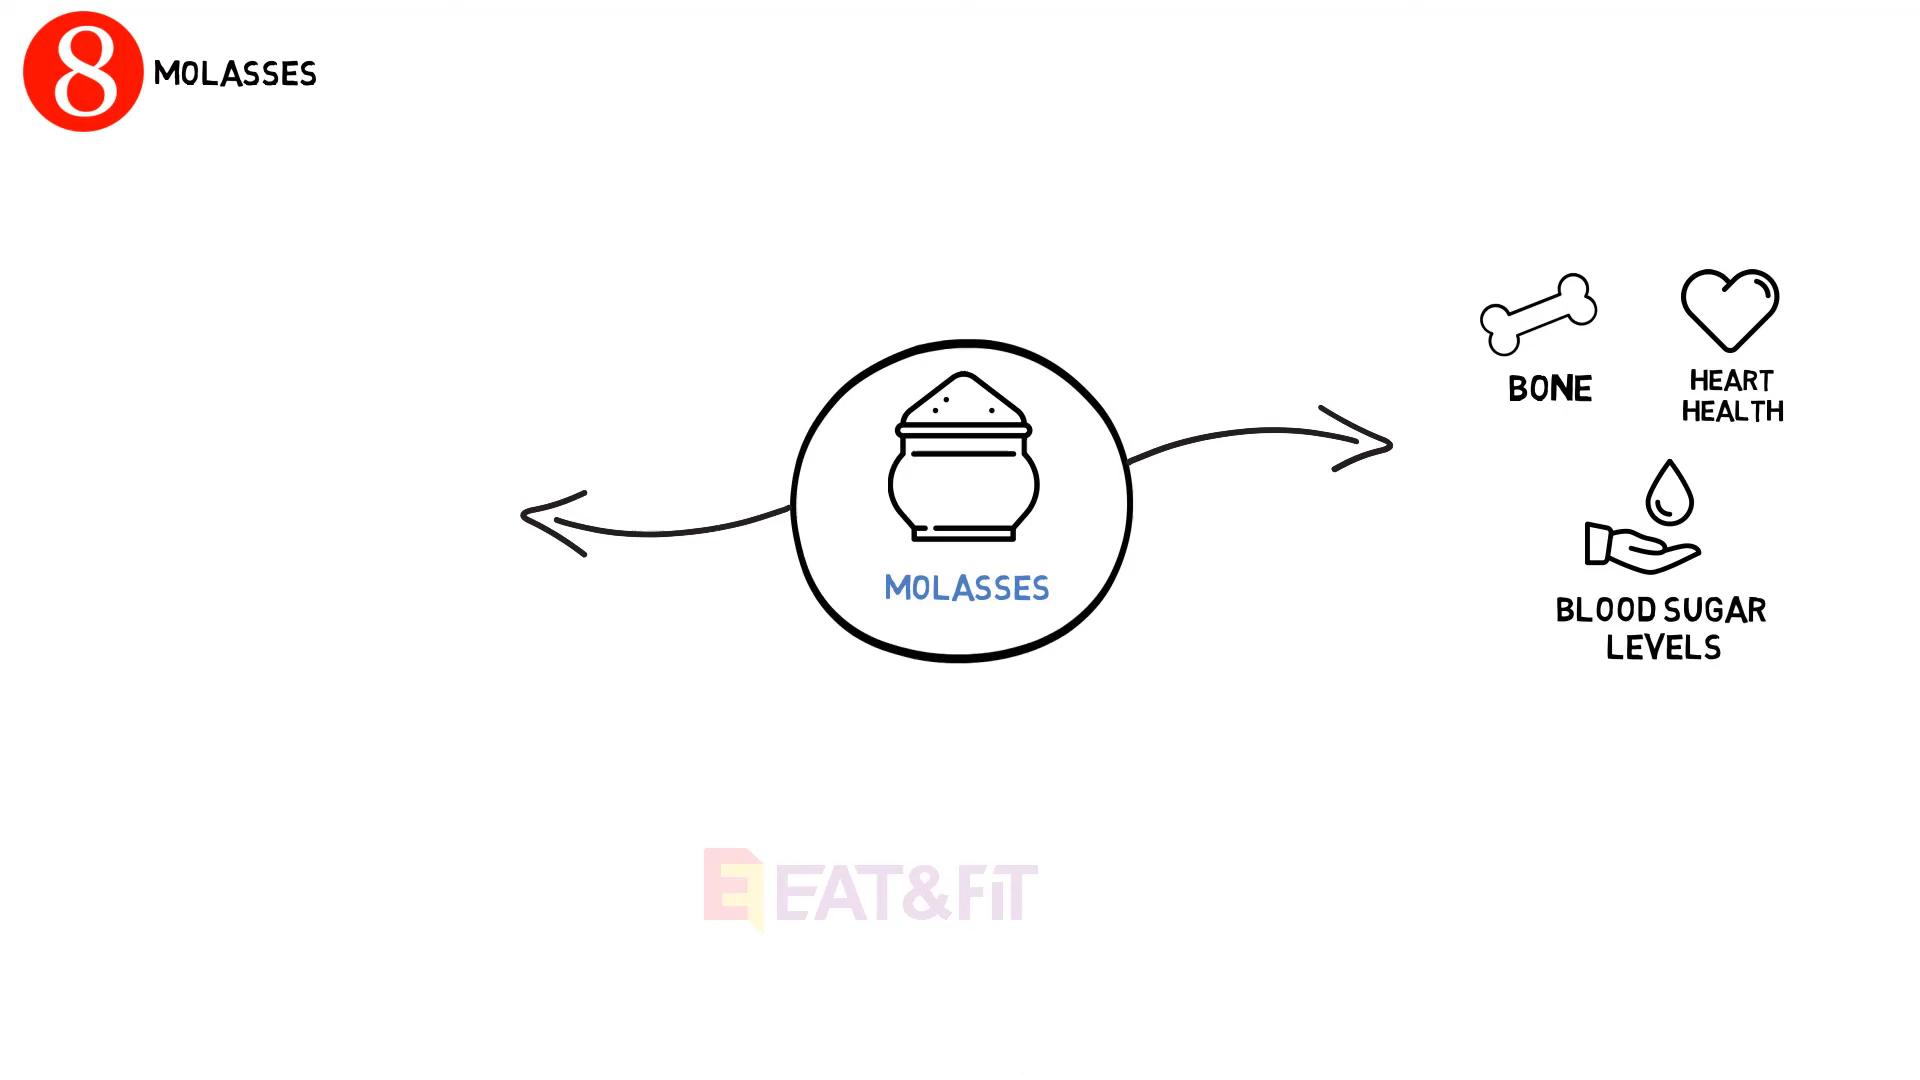 8 MOLASSES
BONE
HEART
HEALTH
MOLASSES
BLOOD SUGAR
LEVELS
EAT&FiT